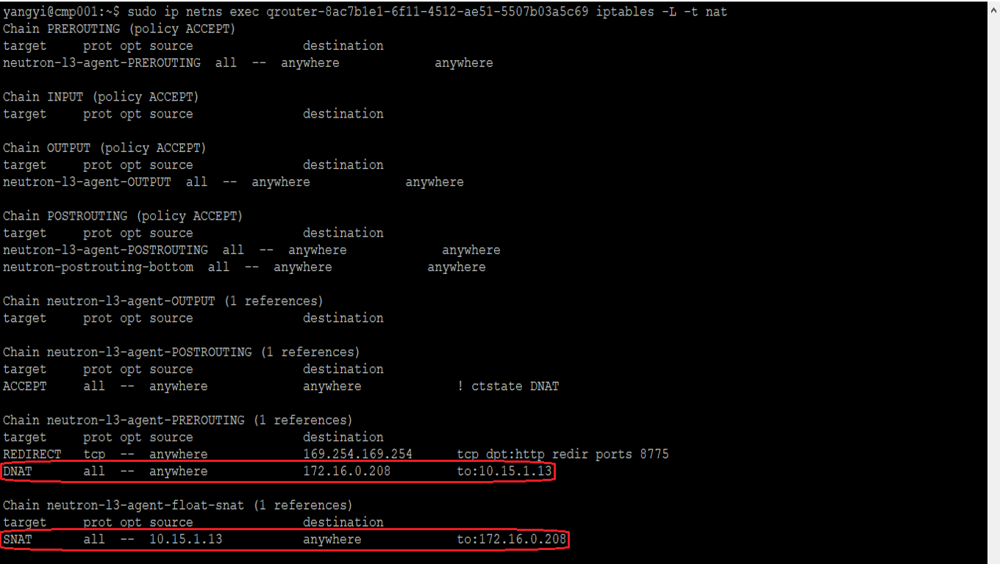 yangyi@cmp001:~$ sudo ip netns exec qrouter-8ac7b1e1-6f11-4512-ae51-5507b03a5c69 iptables -L -t nat
Chain PREROUTING (policy ACCEPT)
target     prot opt source               destination
neutron-l3-agent-PREROUTING  all  --  anywhere             anywhere
Chain INPUT (policy ACCEPT)
target     prot opt source               destination
Chain OUTPUT (policy ACCEPT)
target     prot opt source               destination
neutron-l3-agent-OUTPUT  all  --  anywhere             anywhere
Chain POSTROUTING (policy ACCEPT)
target     prot opt source               destination
neutron-l3-agent-POSTROUTING  all  --  anywhere             anywhere
neutron-postrouting-bottom  all  --  anywhere             anywhere
Chain neutron-l3-agent-OUTPUT (1 references)
target     prot opt source               destination
Chain neutron-l3-agent-POSTROUTING (1 references)
target     prot opt source               destination
ACCEPT     all  --  anywhere             anywhere             ! ctstate DNAT
Chain neutron-l3-agent-PREROUTING (1 references)
target     prot opt source               destination
REDIRECT   tcp  --  anywhere             169.254.169.254      tcp dpt:http redir ports 8775
DNAT       all  --  anywhere             172.16.0.208         to:10.15.1.13
Chain neutron-l3-agent-float-snat (1 references)
target     prot opt source               destination
SNAT       all  --  10.15.1.13           anywhere             to:172.16.0.208